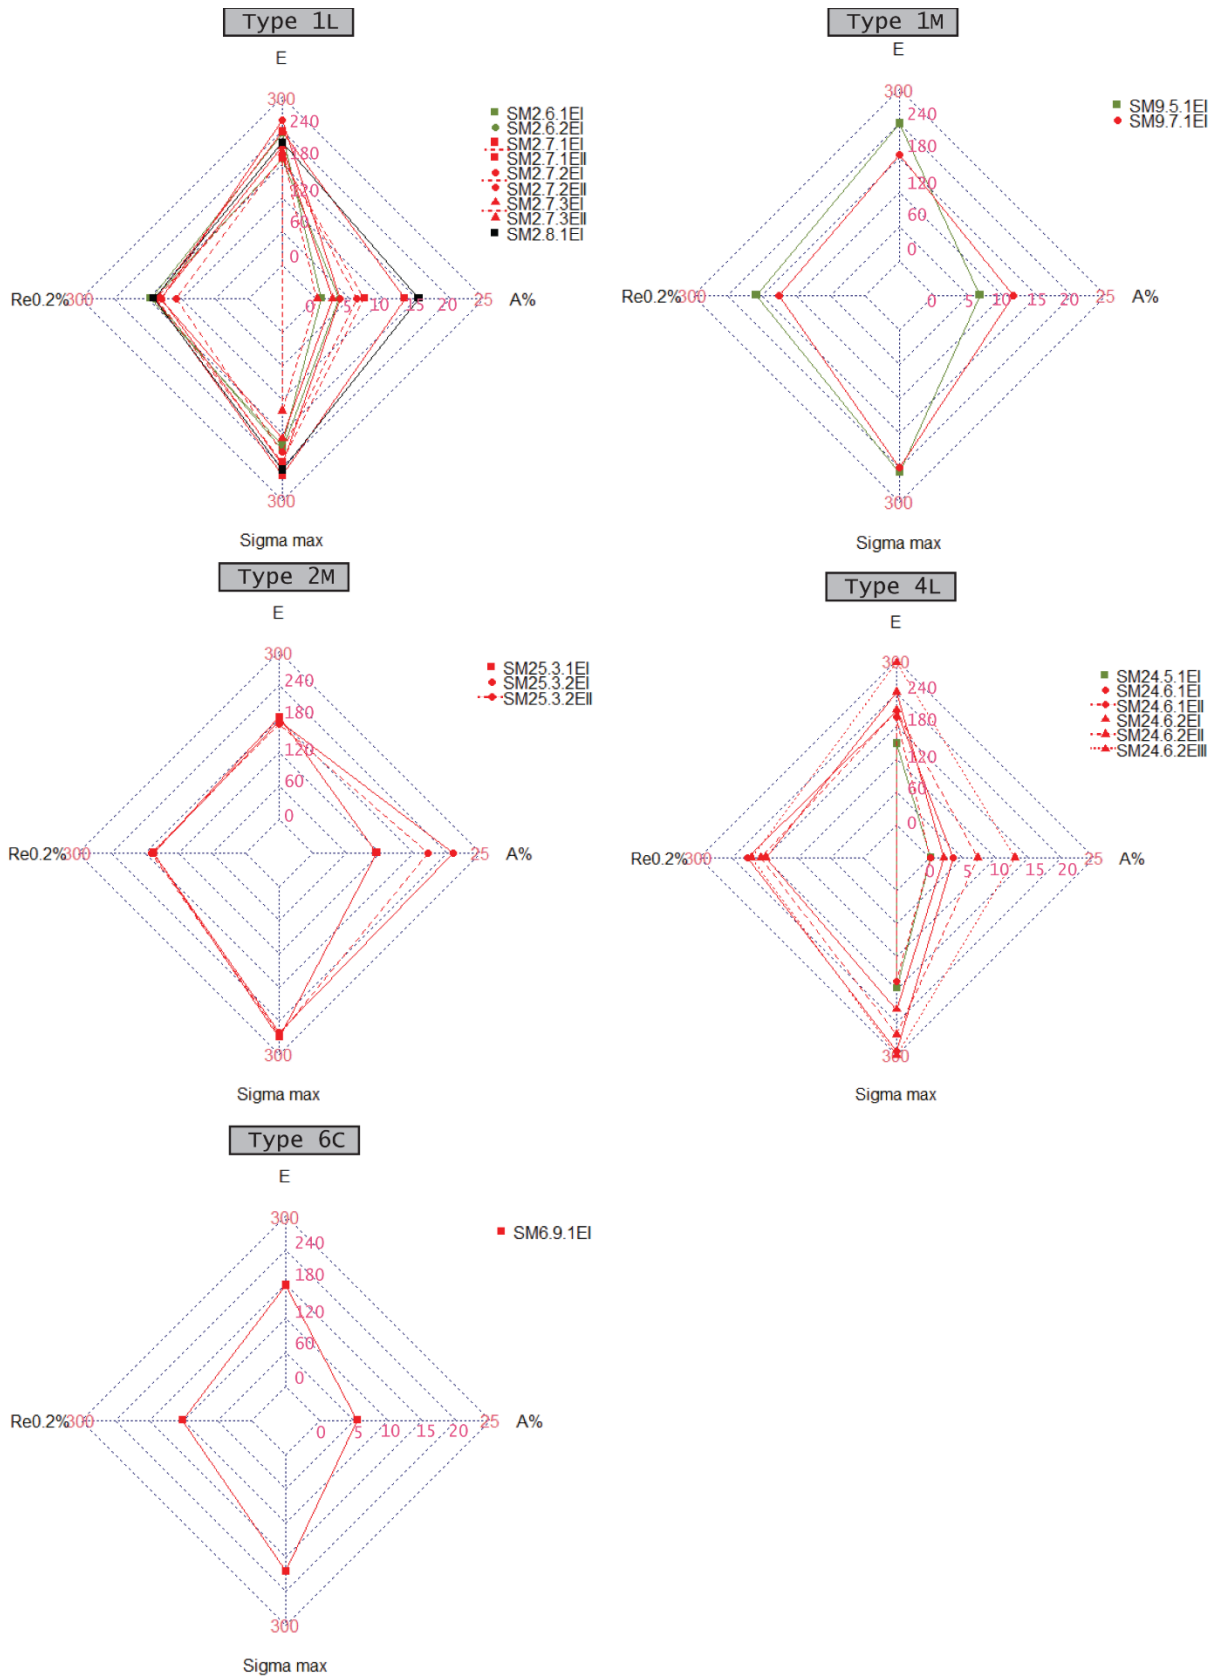 Type 1L
E
300
240
180
120
60
0
Re0.2%
300
0
5
10
15
20
25
A%
300
Sigma max
SM2.6.1EI
SM2.6.2EI
SM2.7.1EI
SM2.7.1EII
SM2.7.2EI
SM2.7.2EII
SM2.7.3EI
SM2.7.3EII
SM2.8.1EI
Type 1M
E
300
240
180
120
60
0
Re0.2%
300
0
5
10
15
20
25
A%
300
Sigma max
SM9.5.1EI
SM9.7.1EI
Type 2M
E
300
240
180
120
60
0
Re0.2%
300
0
5
10
15
20
25
A%
300
Sigma max
SM25.3.1EI
SM25.3.2EI
SM25.3.2EII
Type 4L
E
300
240
180
120
60
0
Re0.2%
300
0
5
10
15
20
25
A%
300
Sigma max
SM24.5.1EI
SM24.6.1EI
SM24.6.1EII
SM24.6.2EI
SM24.6.2EII
SM24.6.2EIII
Type 6C
E
300
240
180
120
60
0
Re0.2%
300
0
5
10
15
20
25
A%
300
Sigma max
SM6.9.1EI